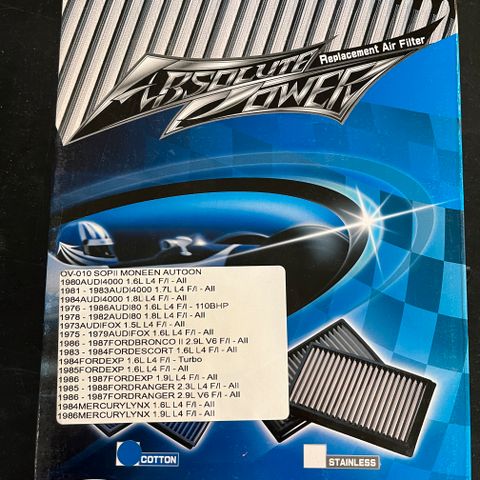 ABSOLUTE
POWER
Replacement Air Filter
OV-010 SOPII MONEEN AUTOON
1980AUDI4000 1.6L L4 F/I - All
1981 - 1983AUDI4000 1.7L L4 F/I - All
1984AUDI4000 1.8L L4 F/I - All
1976 - 1986AUDI80 1.6L L4 F/I - 110BHP
1978 - 1982AUDI80 1.8L L4 F/I - All
1973AUDIFOX 1.5L L4 F/I - All
1975 - 1979AUDIFOX 1.6L L4 F/I - All
1986 - 1987FORDBRONCO II 2.9L V6 F/I - All
1983 - 1984FORDESCORT 1.6L L4 F/I - All
1984FORDEXP 1.6L L4 F/I - Turbo
1985FORDEXP 1.6L L4 F/I - All
1986 - 1987FORDEXP 1.9L L4 F/I - All
1985 - 1988FORDRANGER 2.3L L4 F/I - All
1986 - 1987FORDRANGER 2.9L V6 F/I - All
1984MERCURYLYNX 1.6L L4 F/I - All
1986MERCURYLYNX 1.9L L4 F/I - All
COTTON
STAINLESS